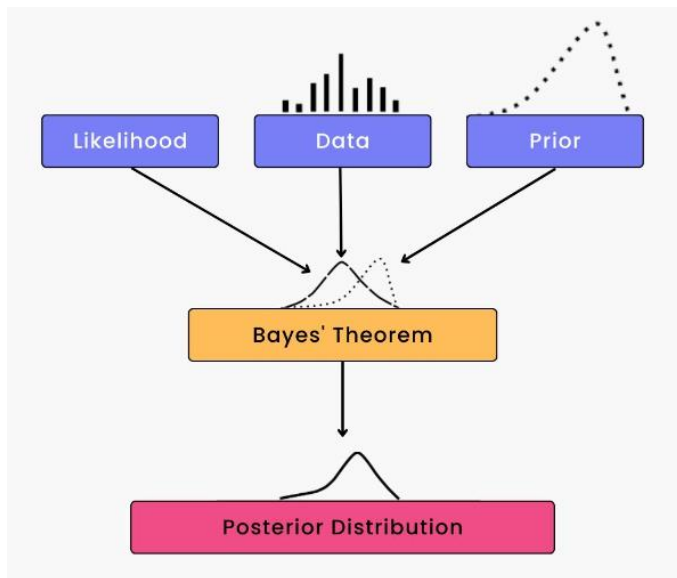 Likelihood
Data
Prior
Bayes' Theorem
Posterior Distribution